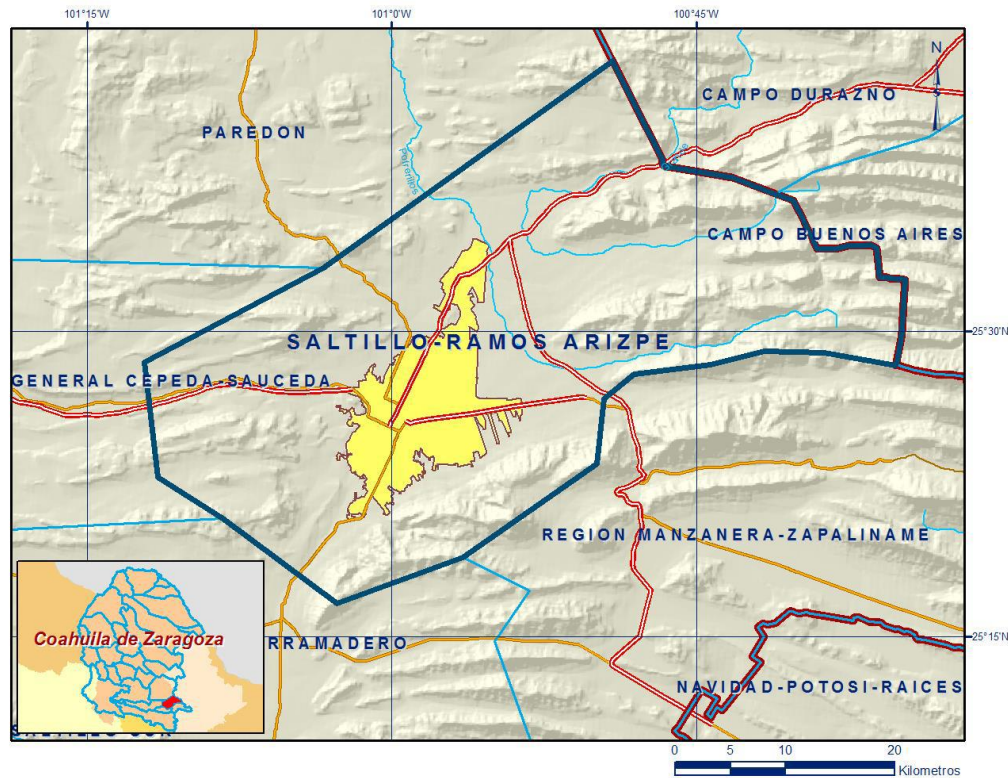 101°15'W
101°0'W
100°45'W
N
CAMPO DURAZNO
PAREDON
CAMPO BUENOS AIRES
25°30'N
SALTILLO-RAMOS ARIZPE
GENERAL CEPEDA-SAUCEDA
REGION MANZANERA-ZAPALINAME
Coahuila de Zaragoza
RRAMADERO
25°15'N
NAVIDAD-POTOSI-RAICES
0 5 10 20
Kilometros